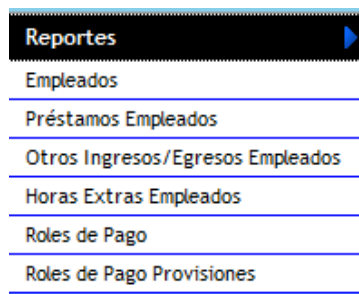 Reportes
Empleados
Préstamos Empleados
Otros Ingresos/Egresos Empleados
Horas Extras Empleados
Roles de Pago
Roles de Pago Provisiones